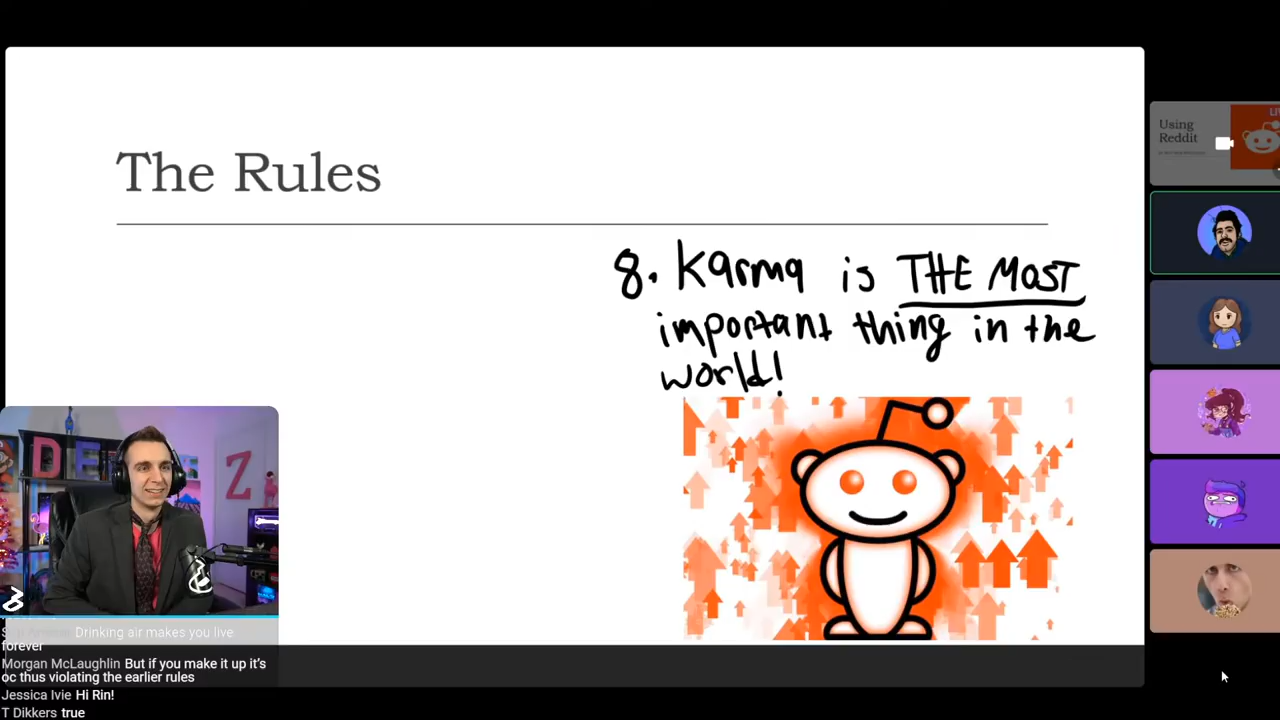 The Rules
8. Karma is THE MOST
important thing in the
world!
Using
Reddit
D
Z
Drinking air makes you live
forever
Morgan McLaughlin But if you make it up it's
oc thus violating the earlier rules
Jessica Ivie Hi Rin!
T Dikkers true